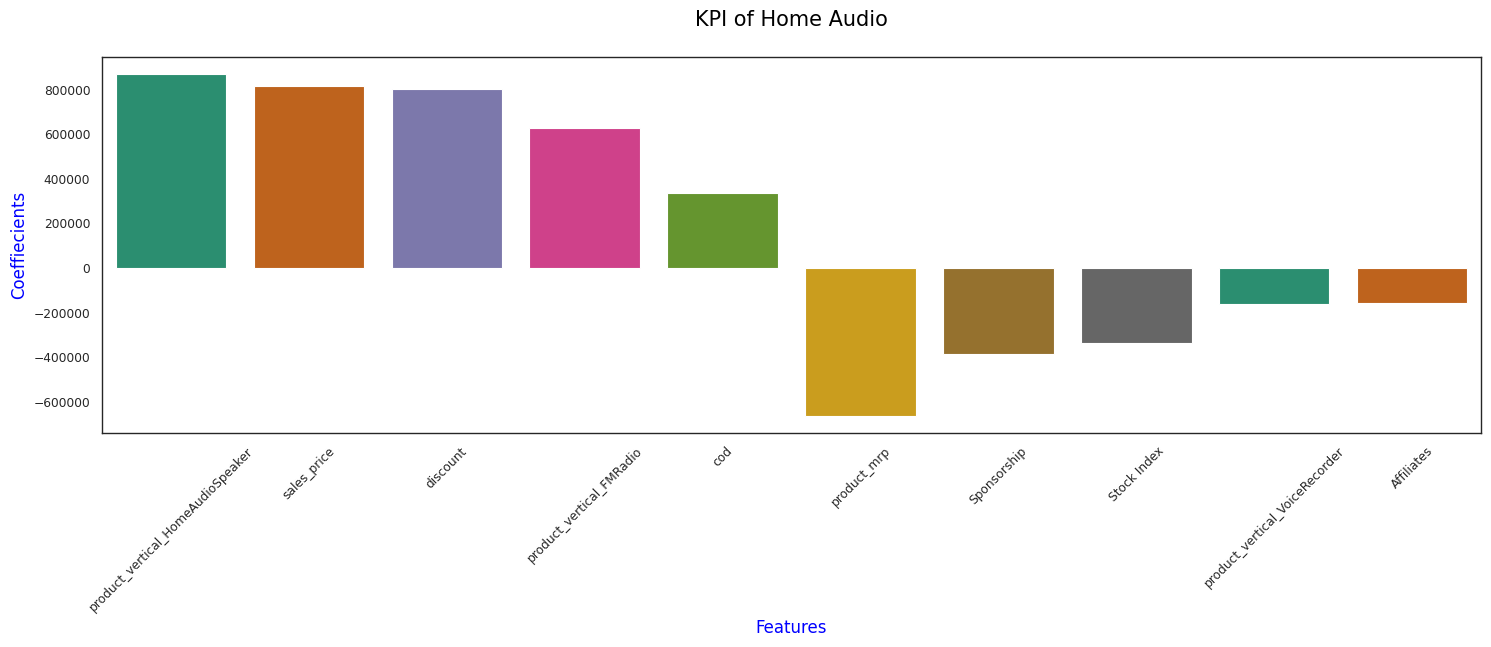 KPI of Home Audio
Coeffiecients
800000
600000
400000
200000
0
−200000
−400000
−600000
product_vertical_HomeAudioSpeaker
sales_price
discount
product_vertical_FMRadio
cod
product_mrp
Sponsorship
Stock Index
product_vertical_VoiceRecorder
Affiliates
Features